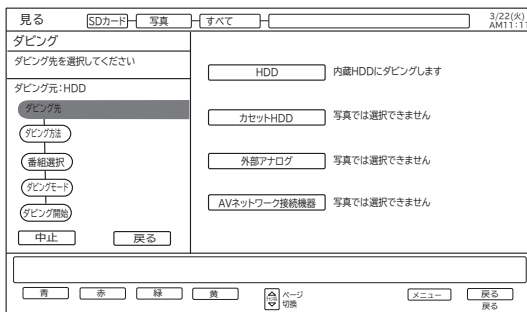 見る SDカード 写真 すべて 3/22(火)
AM11:11
ダビング
ダビング先を選択してください
ダビング元:HDD
ダビング先
ダビング方法
番組選択
ダビングモード
ダビング開始
中止 戻る
HDD 内蔵HDDにダビングします
カセットHDD 写真では選択できません
外部アナログ 写真では選択できません
AVネットワーク接続機器 写真では選択できません
青 赤 緑 黄 ページ
切換 メニュー 戻る
戻る